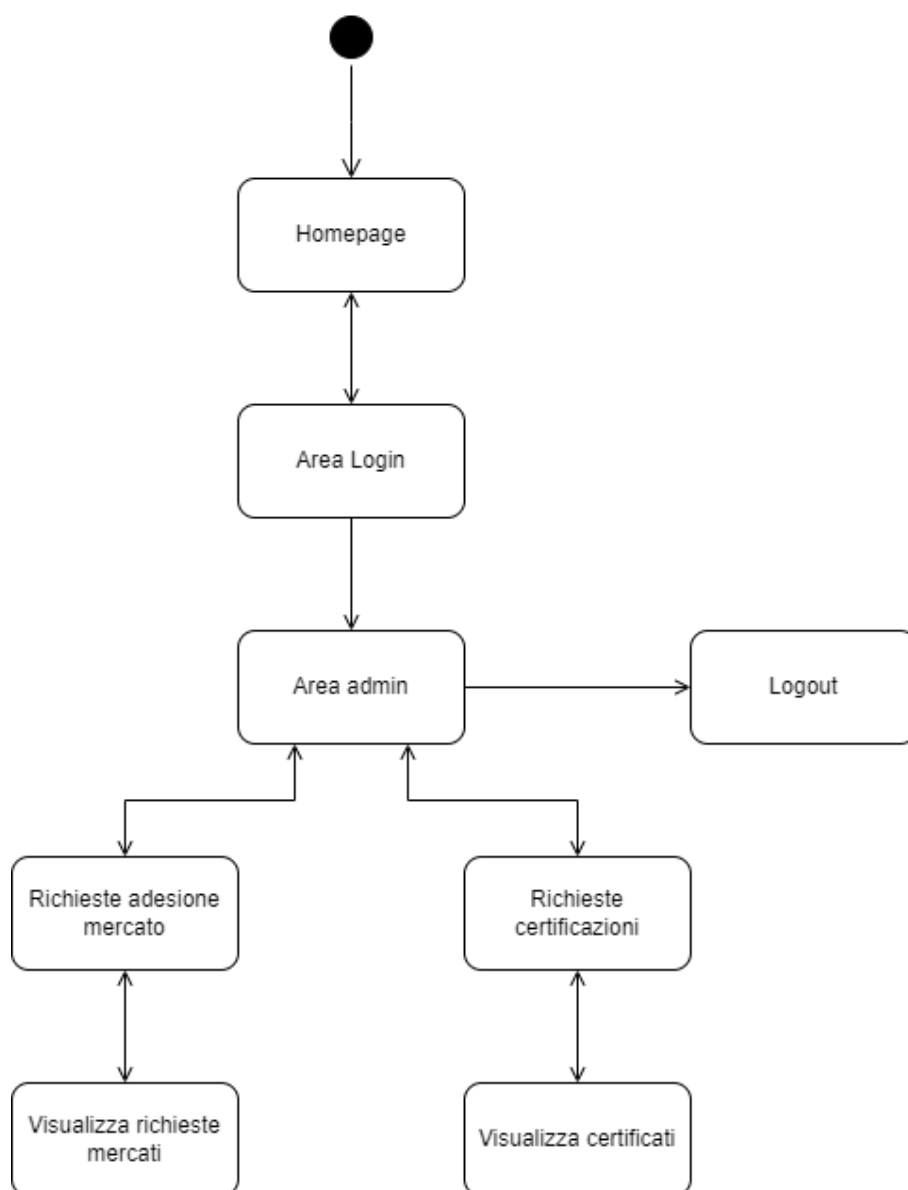 Homepage
Area Login
Area admin
Logout
Richieste adesione
mercato
Richieste
certificazioni
Visualizza richieste
mercati
Visualizza certificati